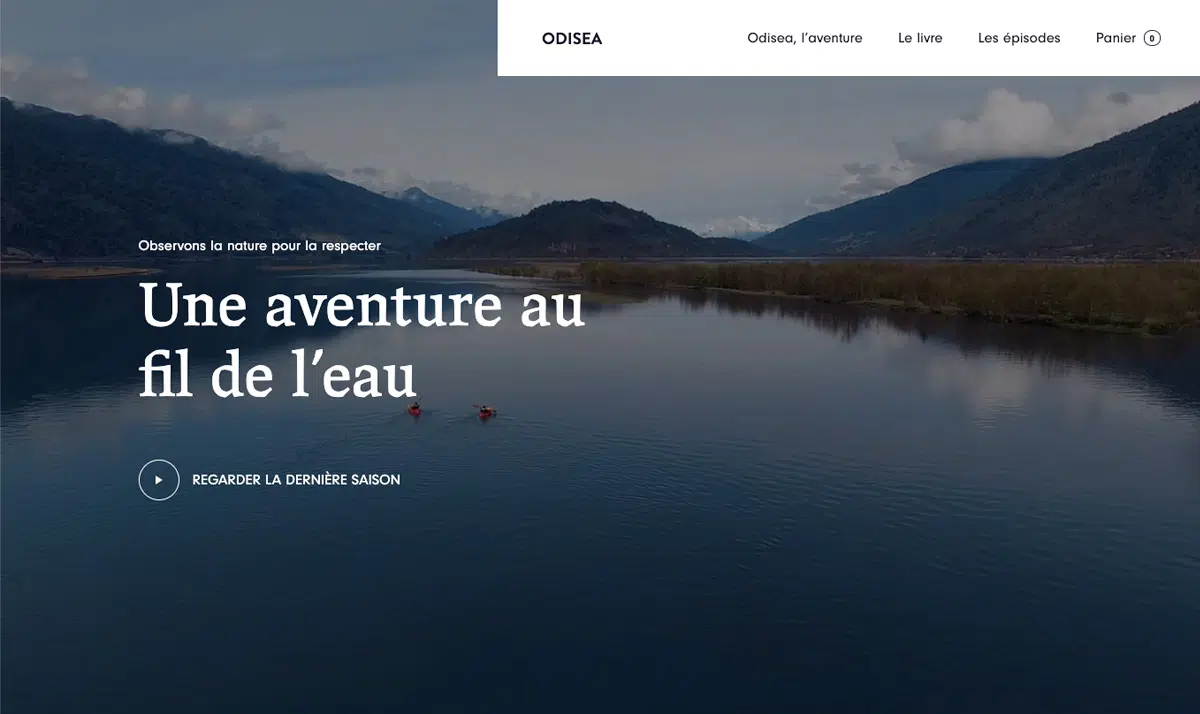 ODISEA
Odisea, l’aventure
Le livre
Les épisodes
Panier 0
Observons la nature pour la respecter
Une aventure au
fil de l’eau
REGARDER LA DERNIÈRE SAISON